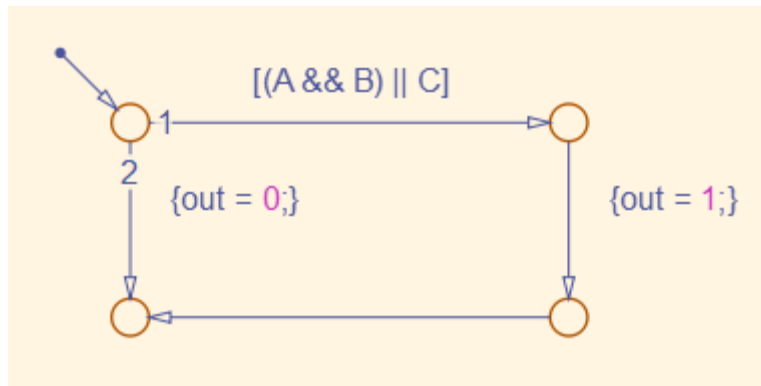 [(A && B) || C]
1
2
{out = 0;}
{out = 1;}